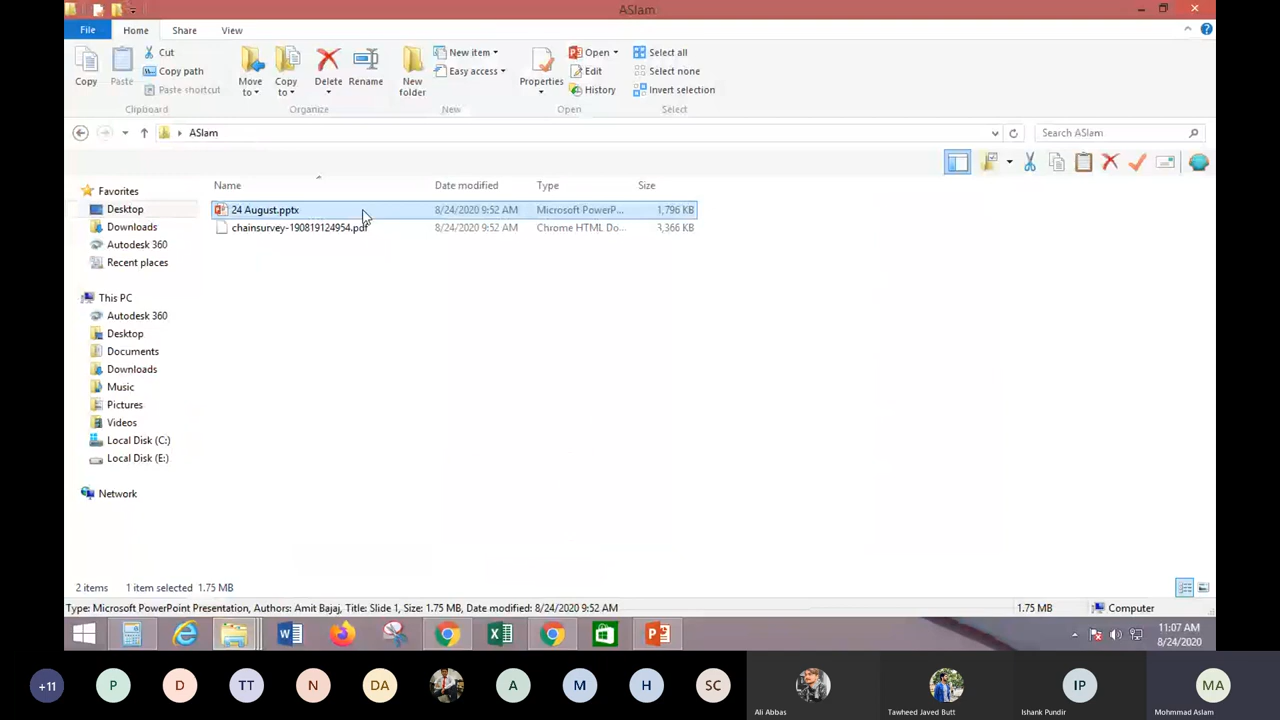 ASlam
File
Home
Share
View
Copy
Paste
Cut
Copy path
Paste shortcut
Clipboard
Move to
Copy to
Delete
Rename
Organize
New folder
New item
Easy access
New
Properties
Open
Edit
History
Open
Select all
Select none
Invert selection
Select
ASlam
Search ASlam
Name
Date modified
Type
Size
24 August.pptx
8/24/2020 9:52 AM
Microsoft PowerP...
1,796 KB
chainsurvey-190819124954.pdf
8/24/2020 9:52 AM
Chrome HTML Do...
3,366 KB
Favorites
Desktop
Downloads
Autodesk 360
Recent places
This PC
Autodesk 360
Desktop
Documents
Downloads
Music
Pictures
Videos
Local Disk (C:)
Local Disk (E:)
Network
2 items
1 item selected 1.75 MB
Type: Microsoft PowerPoint Presentation, Authors: Amit Bajaj, Title: Slide 1, Size: 1.75 MB, Date modified: 8/24/2020 9:52 AM
1.75 MB
Computer
11:07 AM
8/24/2020
+11
P
D
TT
N
DA
A
M
H
SC
Ali Abbas
Tawheed Javed Butt
IP
Ishank Pundir
MA
Mohmmad Aslam